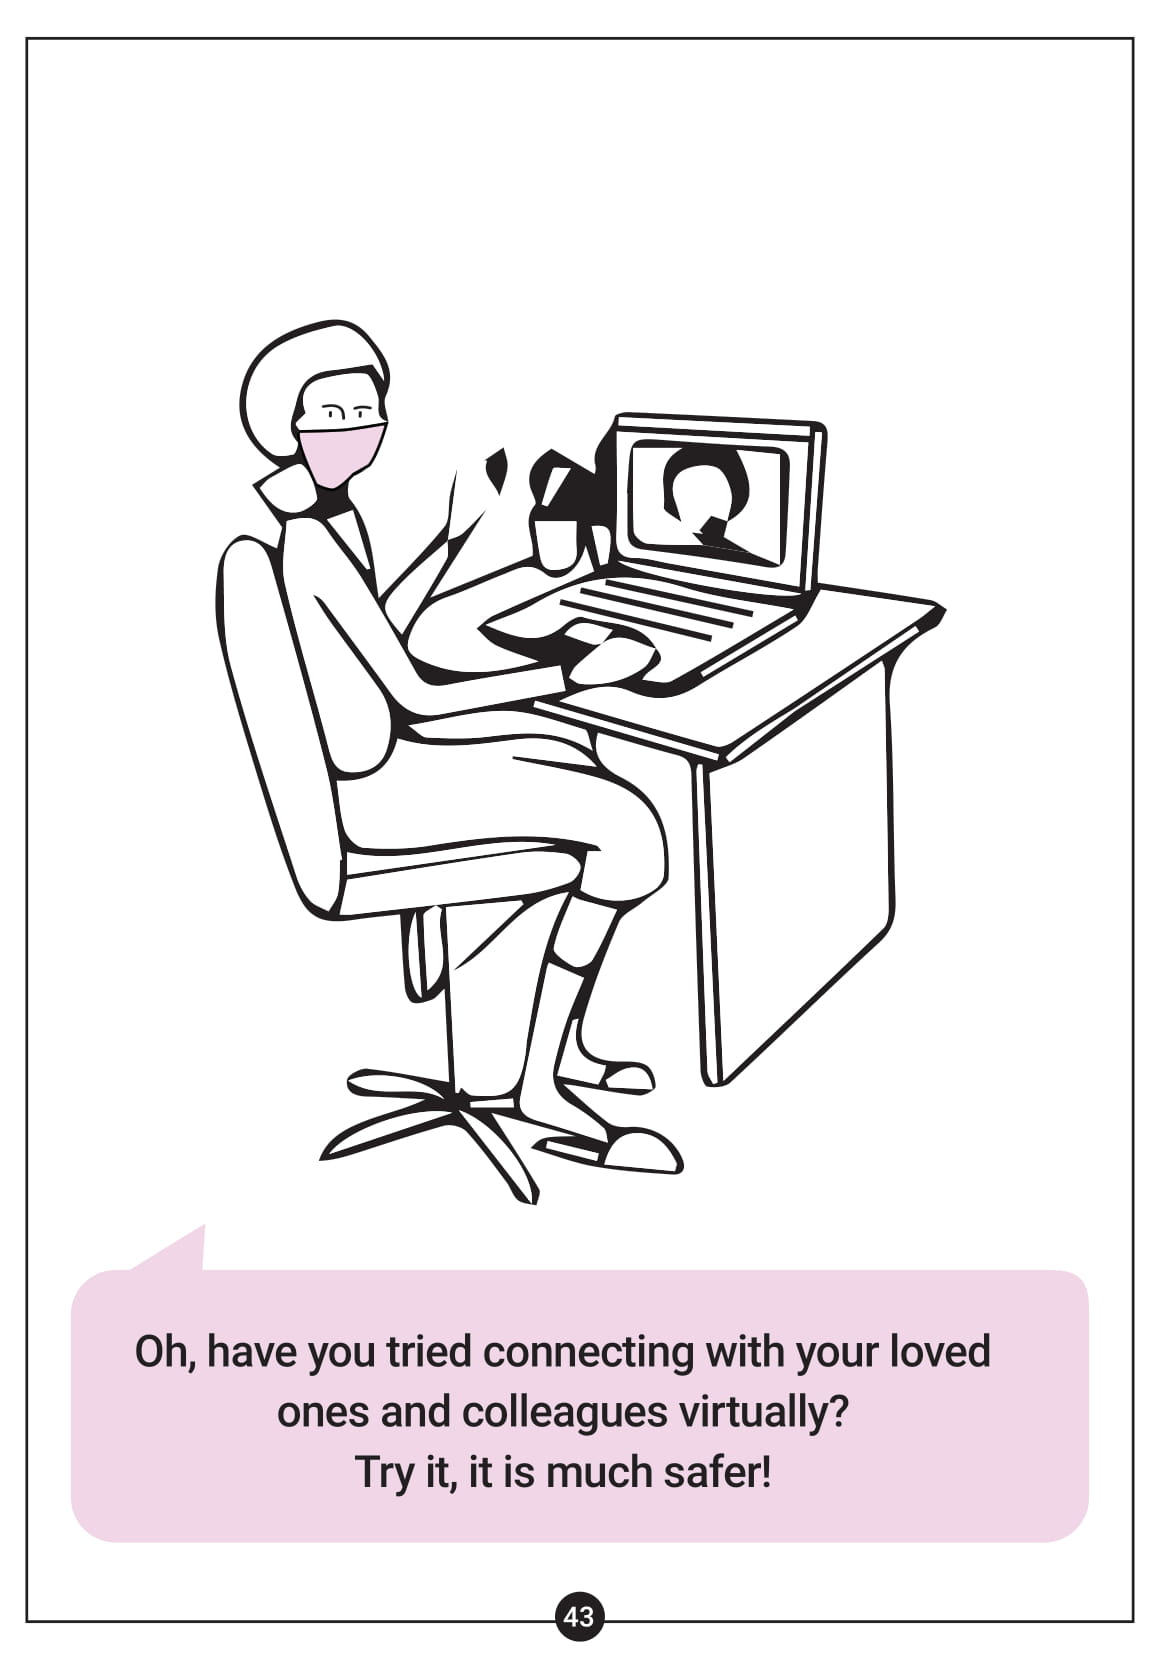 Oh, have you tried connecting with your loved
ones and colleagues virtually?
Try it, it is much safer!
43